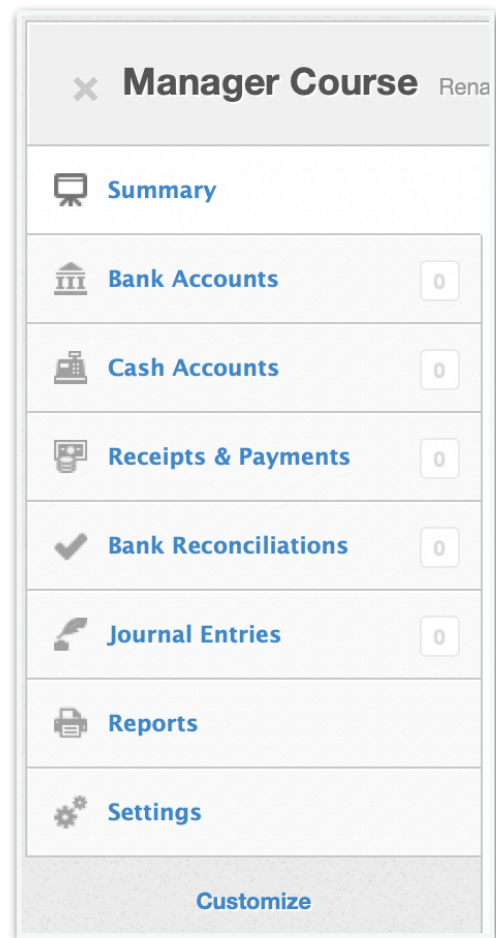 Manager Course Rena
Summary
Bank Accounts 0
Cash Accounts 0
Receipts & Payments 0
Bank Reconciliations 0
Journal Entries 0
Reports
Settings
Customize